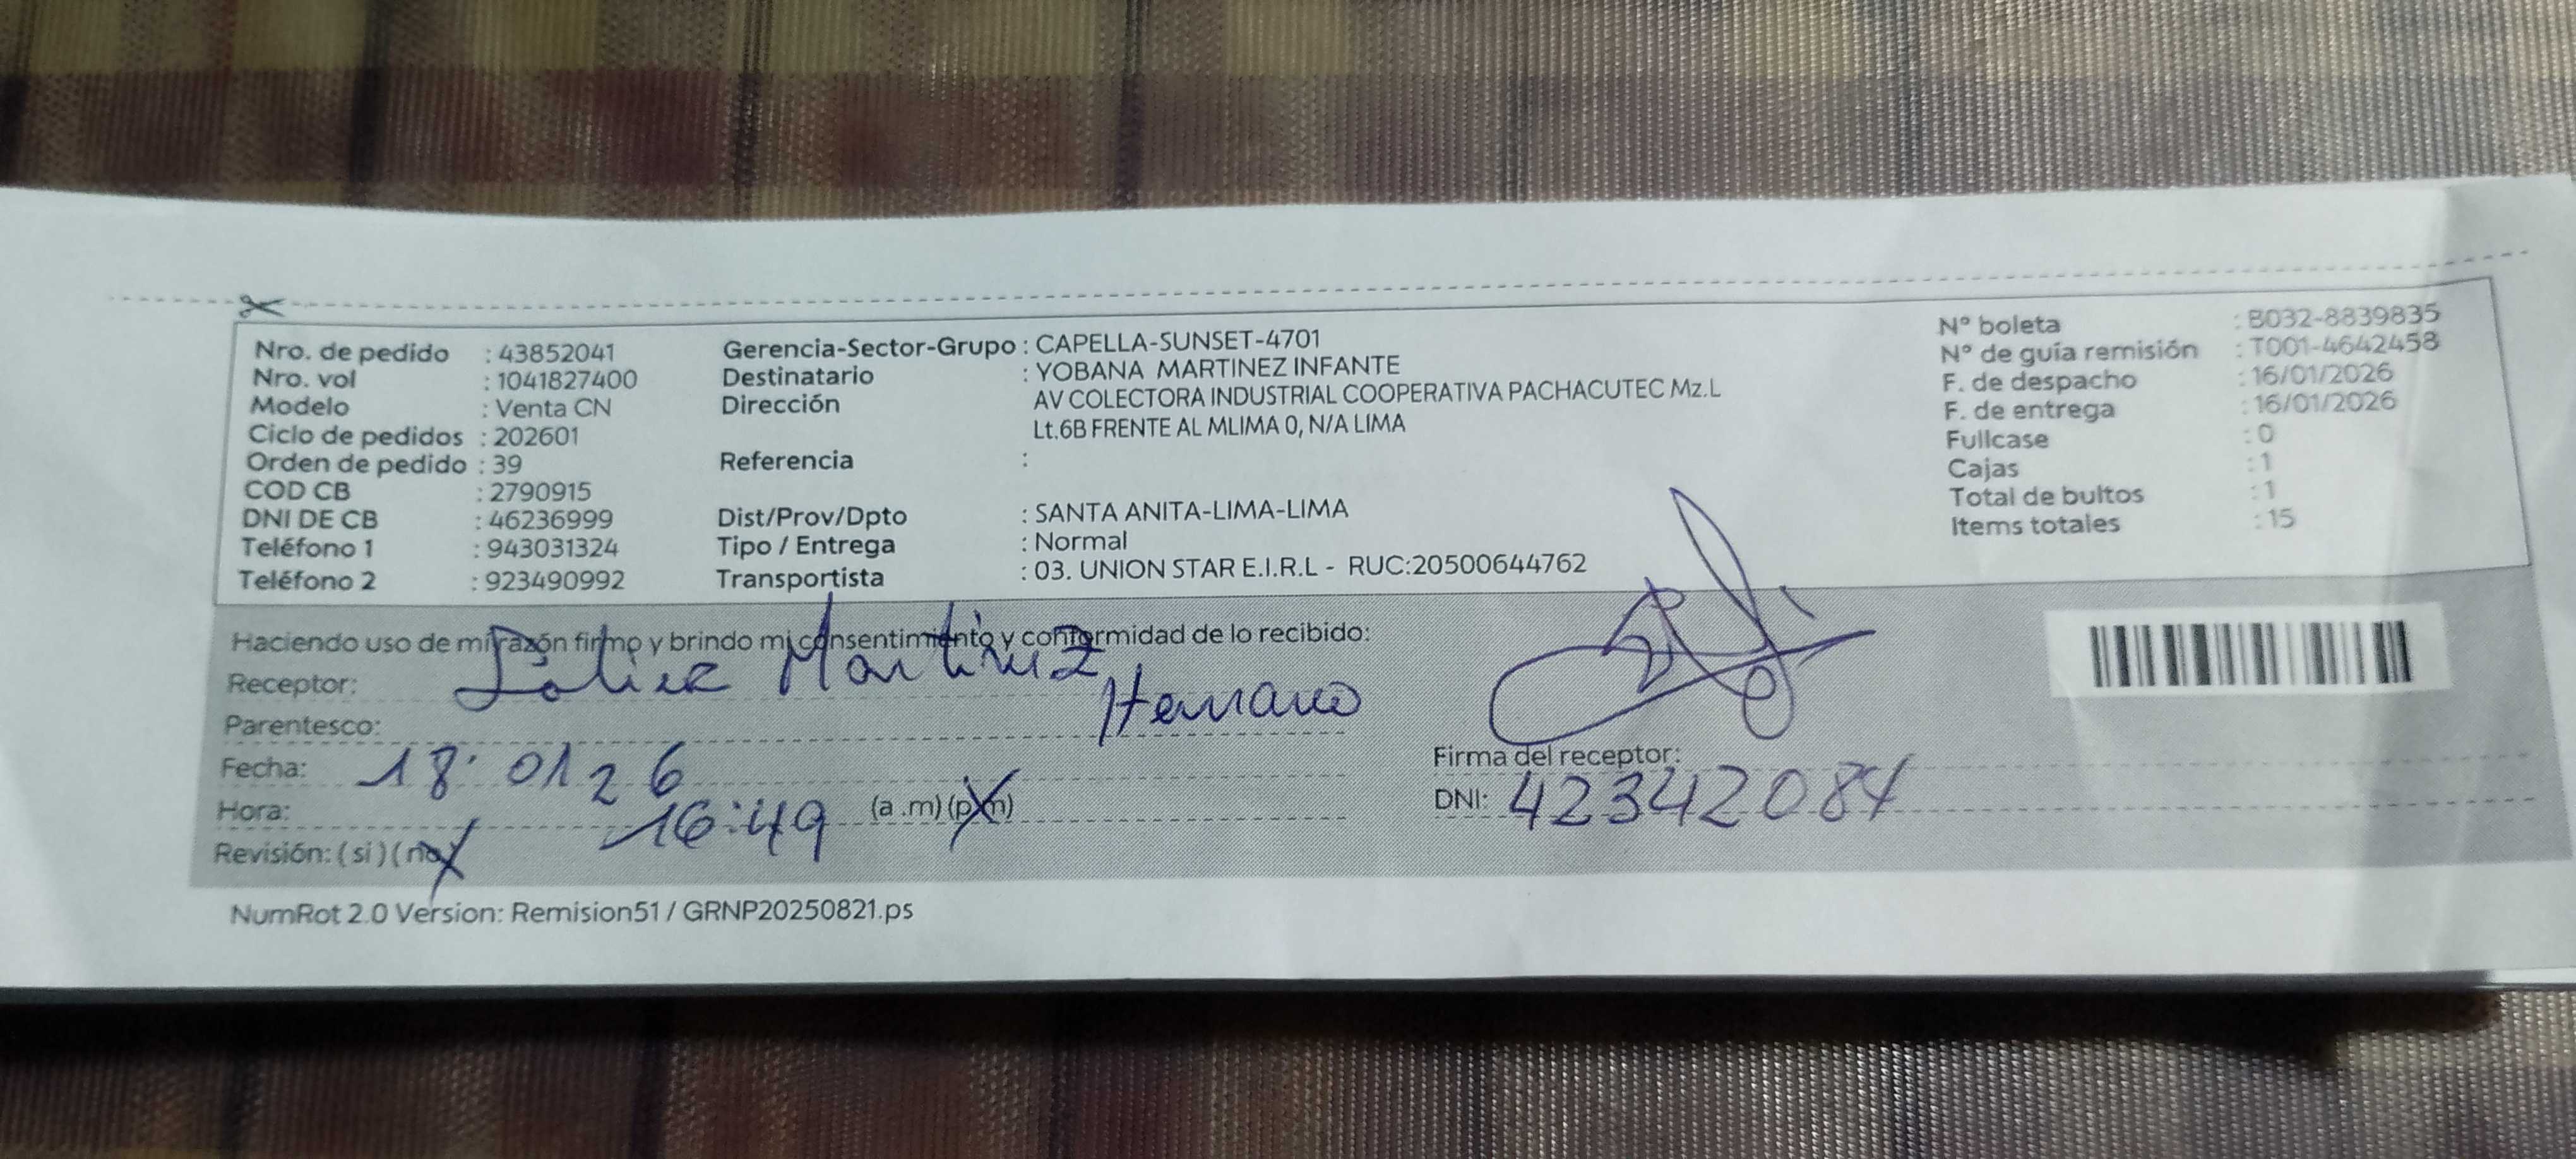 Nro. de pedido : 43852041
Nro. vol : 1041827400
Modelo : Venta CN
Ciclo de pedidos : 202601
Orden de pedido : 39
COD CB : 2790915
DNI DE CB : 46236999
Teléfono 1 : 943031324
Teléfono 2 : 923490992
Gerencia-Sector-Grupo : CAPELLA-SUNSET-4701
Destinatario : YOBANA MARTINEZ INFANTE
Dirección AV COLECTORA INDUSTRIAL COOPERATIVA PACHACUTEC Mz.L
Lt.6B FRENTE AL MLIMA 0, N/A LIMA
Referencia :
Dist/Prov/Dpto : SANTA ANITA-LIMA-LIMA
Tipo / Entrega : Normal
Transportista : 03. UNION STAR E.I.R.L - RUC:20500644762
N° boleta : B032-8839835
N° de guía remisión : T001-4642458
F. de despacho : 16/01/2026
F. de entrega : 16/01/2026
Fullcase : 0
Cajas : 1
Total de bultos : 1
Items totales : 15
Haciendo uso de mi razón firmo y brindo mi consentimiento y conformidad de lo recibido:
Receptor: Martinez
Parentesco: Hermano
Fecha: 18·01 26
Hora: 16:49 (a .m) (p.m)
Revisión: ( si ) ( no )
Firma del receptor:
DNI: 42342084
NumRot 2.0 Version: Remision51 / GRNP20250821.ps